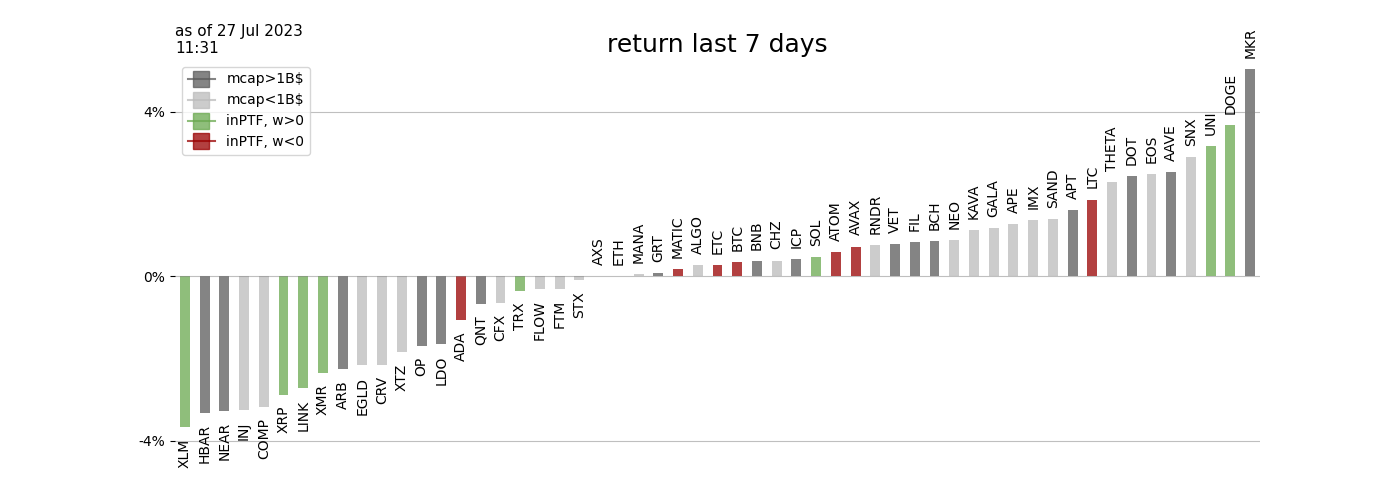 as of 27 Jul 2023
11:31
return last 7 days
mcap>1B$
mcap<1B$
inPTF, w>0
inPTF, w<0
4%
0%
-4%
XLM
HBAR
NEAR
INJ
COMP
XRP
LINK
XMR
ARB
EGLD
CRV
XTZ
OP
LDO
ADA
QNT
CFX
TRX
FLOW
FTM
STX
AXS
ETH
MANA
GRT
MATIC
ALGO
ETC
BTC
BNB
CHZ
ICP
SOL
ATOM
AVAX
RNDR
VET
FIL
BCH
NEO
KAVA
GALA
APE
IMX
SAND
APT
LTC
THETA
DOT
EOS
AAVE
SNX
UNI
DOGE
MKR